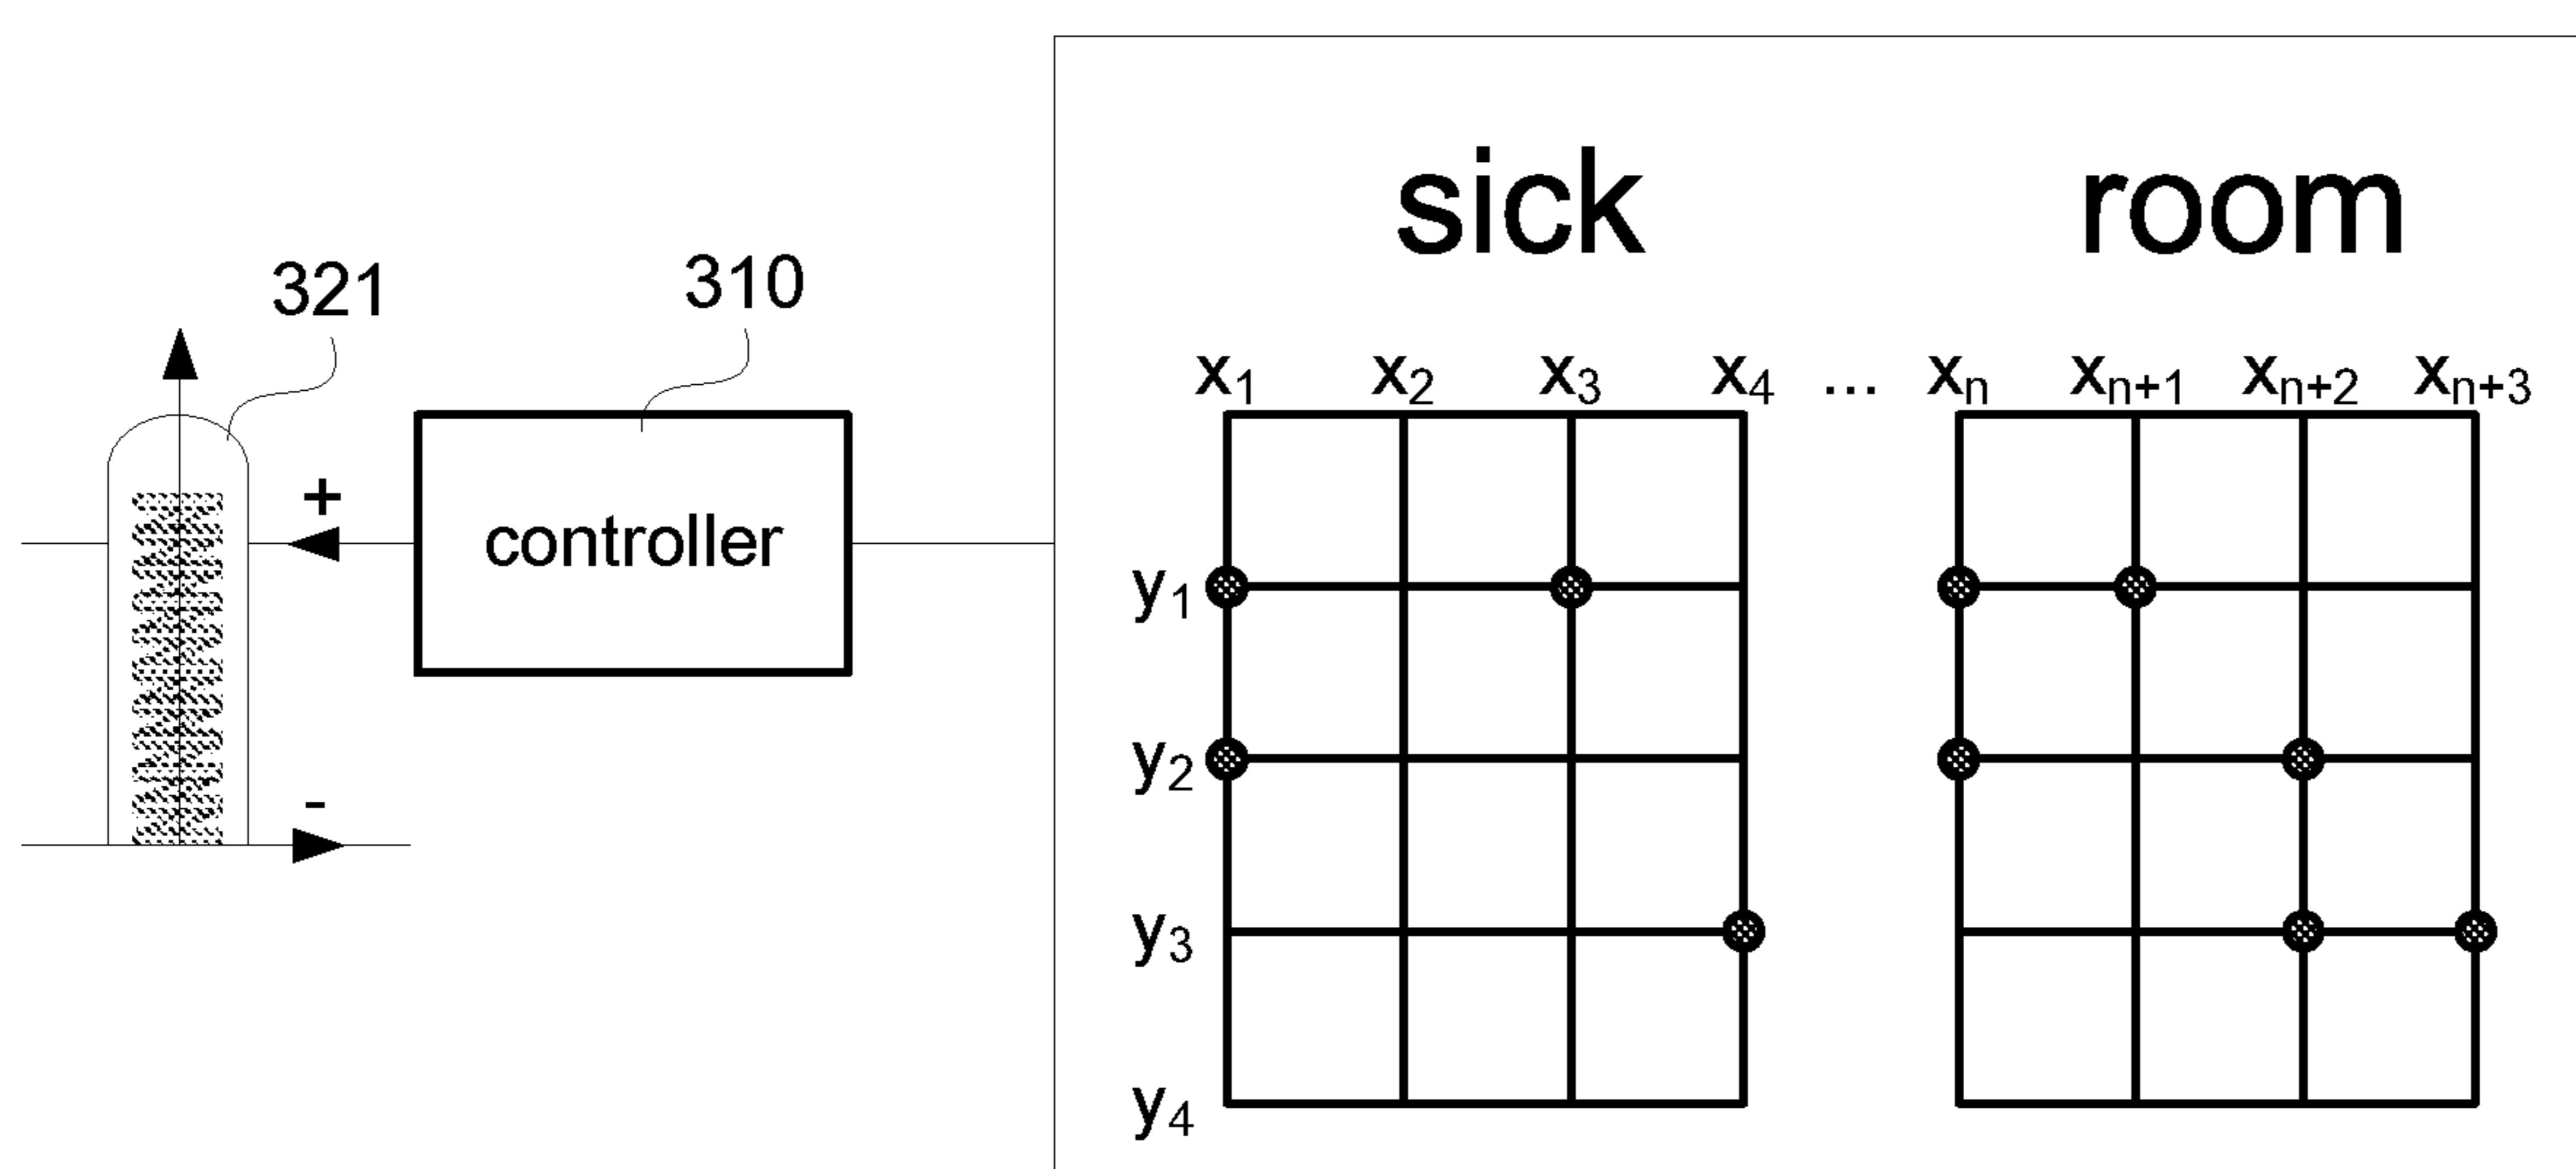 sick room
321 310
x1 x2 x3 x4 ... xn xn+1 xn+2 xn+3
+
controller
y1
y2
-
y3
y4